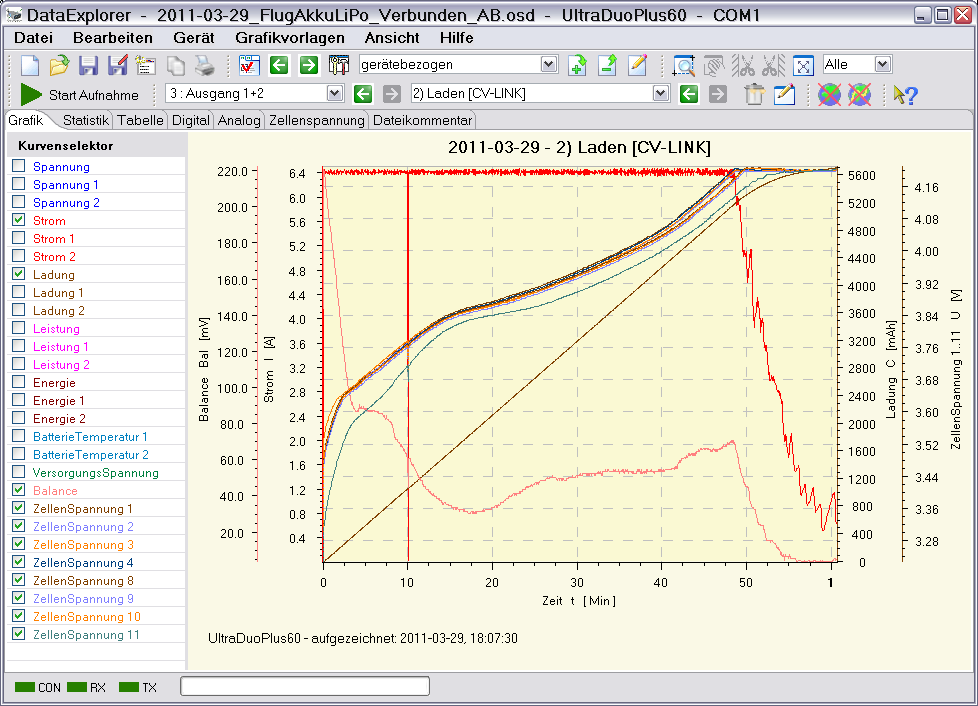 DataExplorer - 2011-03-29_FlugAkkuLiPo_Verbunden_AB.osd - UltraDuoPlus60 - COM1
Datei Bearbeiten Gerät Grafikvorlagen Ansicht Hilfe
gerätebezogen Alle
Start Aufnahme 3 : Ausgang 1+2 2) Laden [CV-LINK]
Grafik Statistik Tabelle Digital Analog Zellenspannung Dateikommentar
Kurvenselektor
Spannung
Spannung 1
Spannung 2
Strom
Strom 1
Strom 2
Ladung
Ladung 1
Ladung 2
Leistung
Leistung 1
Leistung 2
Energie
Energie 1
Energie 2
BatterieTemperatur 1
BatterieTemperatur 2
VersorgungsSpannung
Balance
ZellenSpannung 1
ZellenSpannung 2
ZellenSpannung 3
ZellenSpannung 4
ZellenSpannung 8
ZellenSpannung 9
ZellenSpannung 10
ZellenSpannung 11
2011-03-29 - 2) Laden [CV-LINK]
Balance Bal [mV]
220.0
200.0
180.0
160.0
140.0
120.0
100.0
80.0
60.0
40.0
20.0
Strom I [A]
6.4
6.0
5.6
5.2
4.8
4.4
4.0
3.6
3.2
2.8
2.4
2.0
1.6
1.2
0.8
0.4
Ladung C [mAh]
5600
5200
4800
4400
4000
3600
3200
2800
2400
2000
1600
1200
800
400
0
ZellenSpannung 1..11 U [V]
4.16
4.08
4.00
3.92
3.84
3.76
3.68
3.60
3.52
3.44
3.36
3.28
0 10 20 30 40 50 1
Zeit t [Min]
UltraDuoPlus60 - aufgezeichnet: 2011-03-29, 18:07:30
CON RX TX